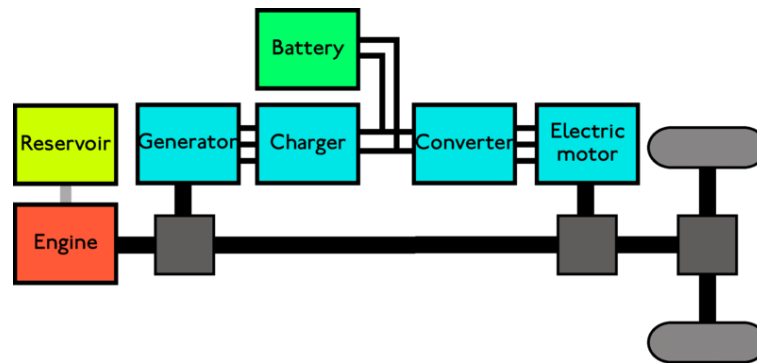 Battery
Reservoir
Generator
Charger
Converter
Electric
motor
Engine